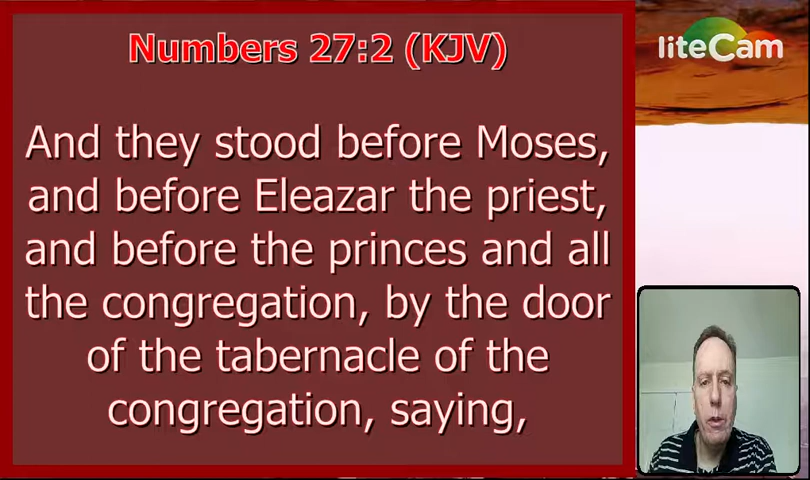 Numbers 27:2 (KJV)
liteCam
And they stood before Moses,
and before Eleazar the priest,
and before the princes and all
the congregation, by the door
of the tabernacle of the
congregation, saying,